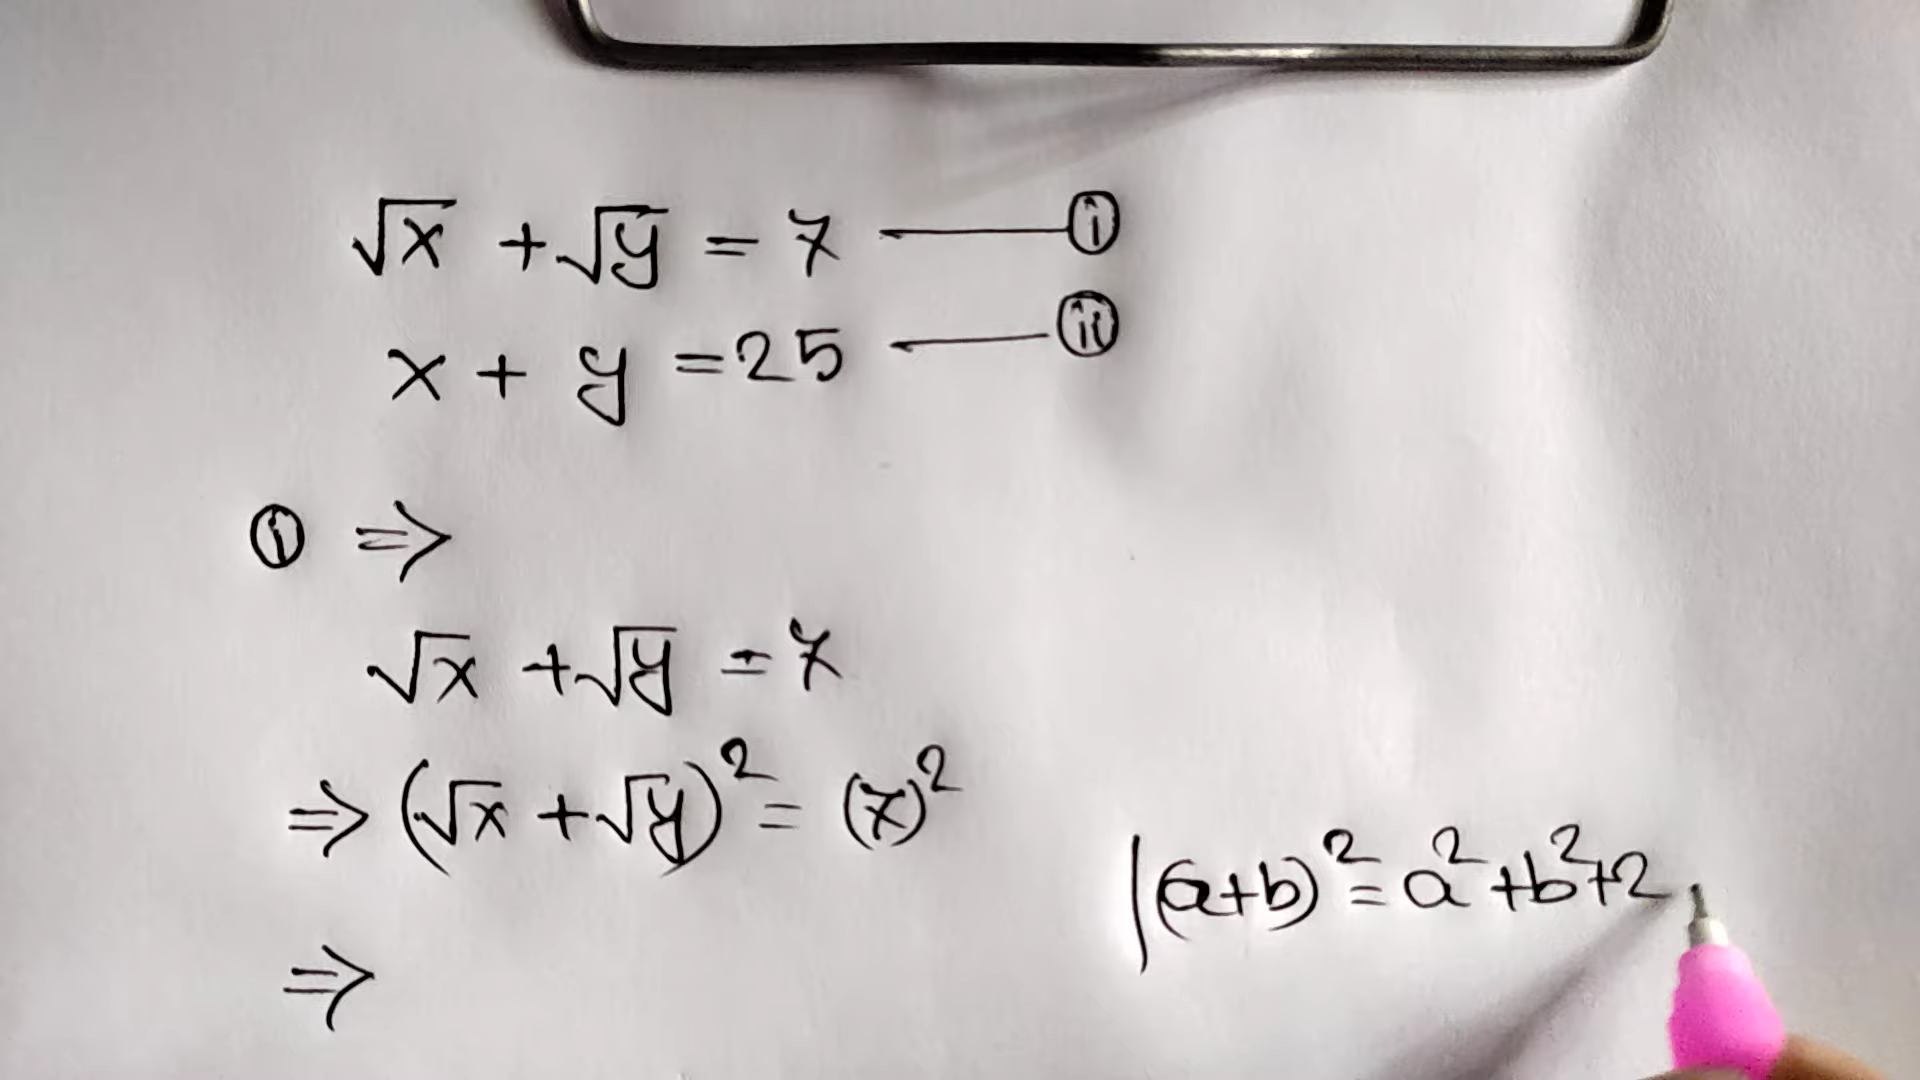 √x + √y = 7 — (i)
x + y = 25 — (ii)
(i) ⇒
√x + √y = 7
⇒ (√x + √y)² = (7)²
|(a+b)² = a² + b² + 2
⇒